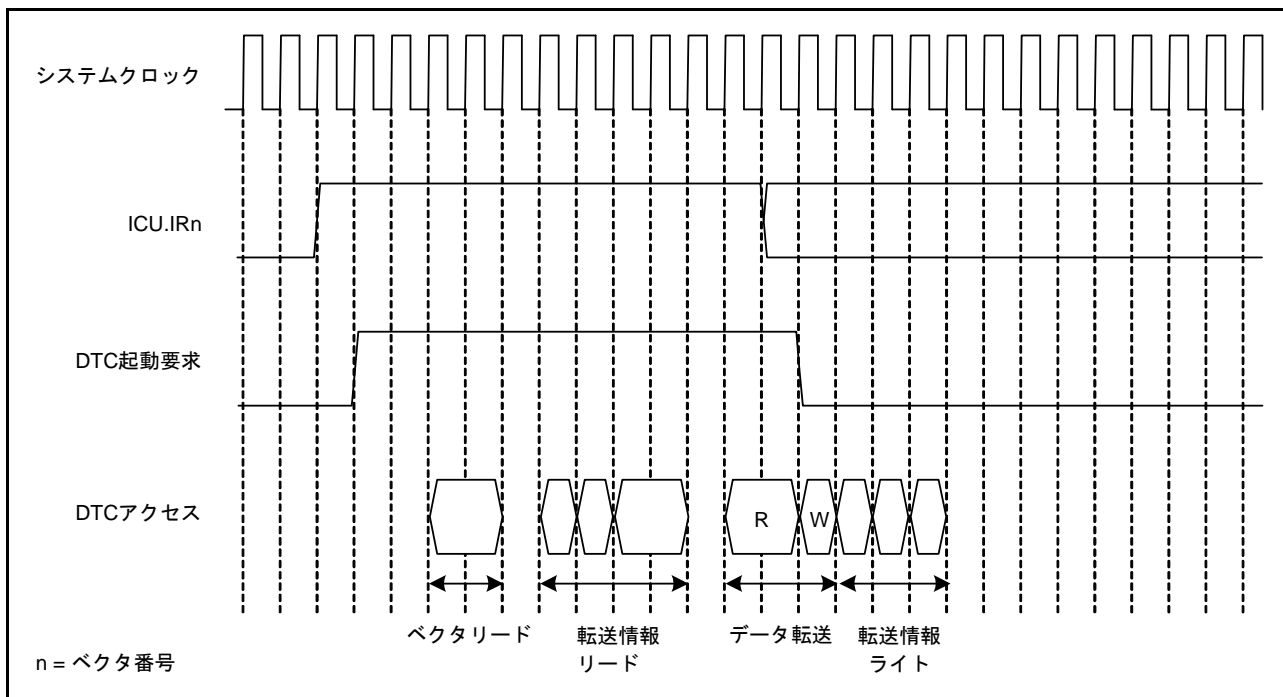 システムクロック
ICU.IRn
DTC起動要求
DTCアクセス
R
W
ベクタリード
転送情報
リード
データ転送
転送情報
ライト
n = ベクタ番号